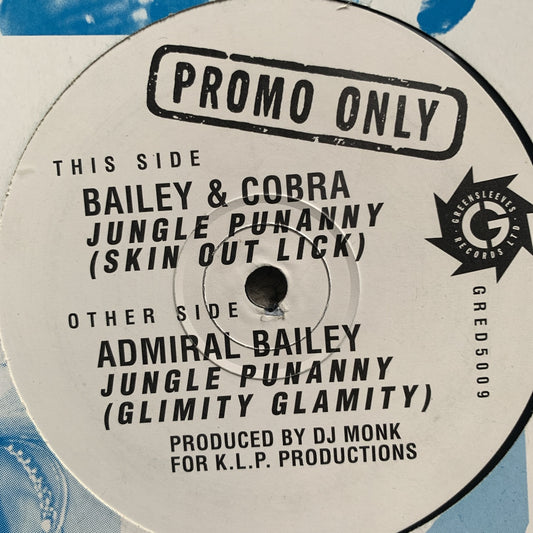 PROMO ONLY
THIS SIDE
BAILEY & COBRA
JUNGLE PUNANNY
(SKIN OUT LICK)
GREENSLEEVES
RECORDS LTD
G
GRED5009
OTHER SIDE
ADMIRAL BAILEY
JUNGLE PUNANNY
(GLIMITY GLAMITY)
PRODUCED BY DJ MONK
FOR K.L.P. PRODUCTIONS